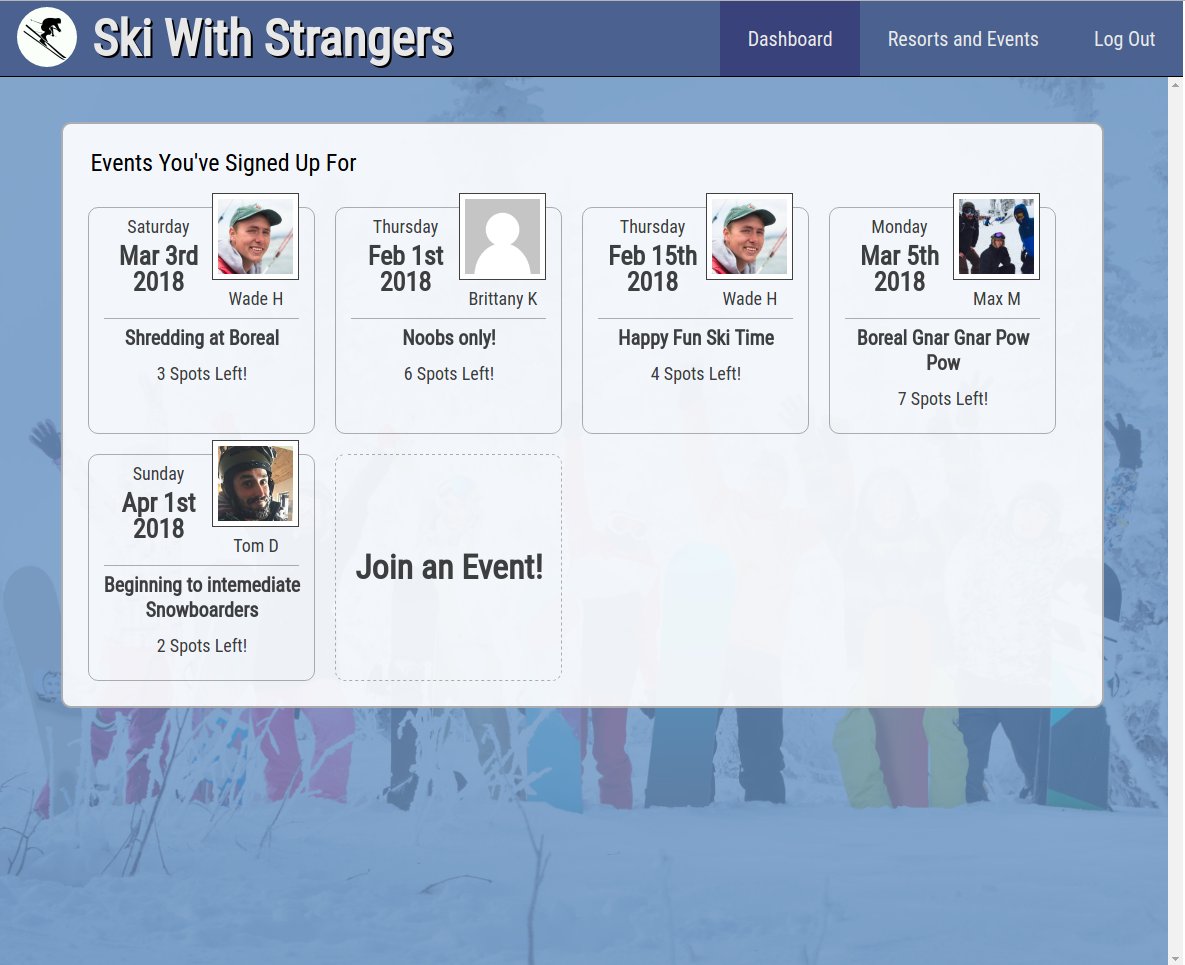 Ski With Strangers
Dashboard
Resorts and Events
Log Out
Events You've Signed Up For
Saturday
Mar 3rd
2018
Wade H
Shredding at Boreal
3 Spots Left!
Thursday
Feb 1st
2018
Brittany K
Noobs only!
6 Spots Left!
Thursday
Feb 15th
2018
Wade H
Happy Fun Ski Time
4 Spots Left!
Monday
Mar 5th
2018
Max M
Boreal Gnar Gnar Pow
Pow
7 Spots Left!
Sunday
Apr 1st
2018
Tom D
Beginning to intemediate
Snowboarders
2 Spots Left!
Join an Event!